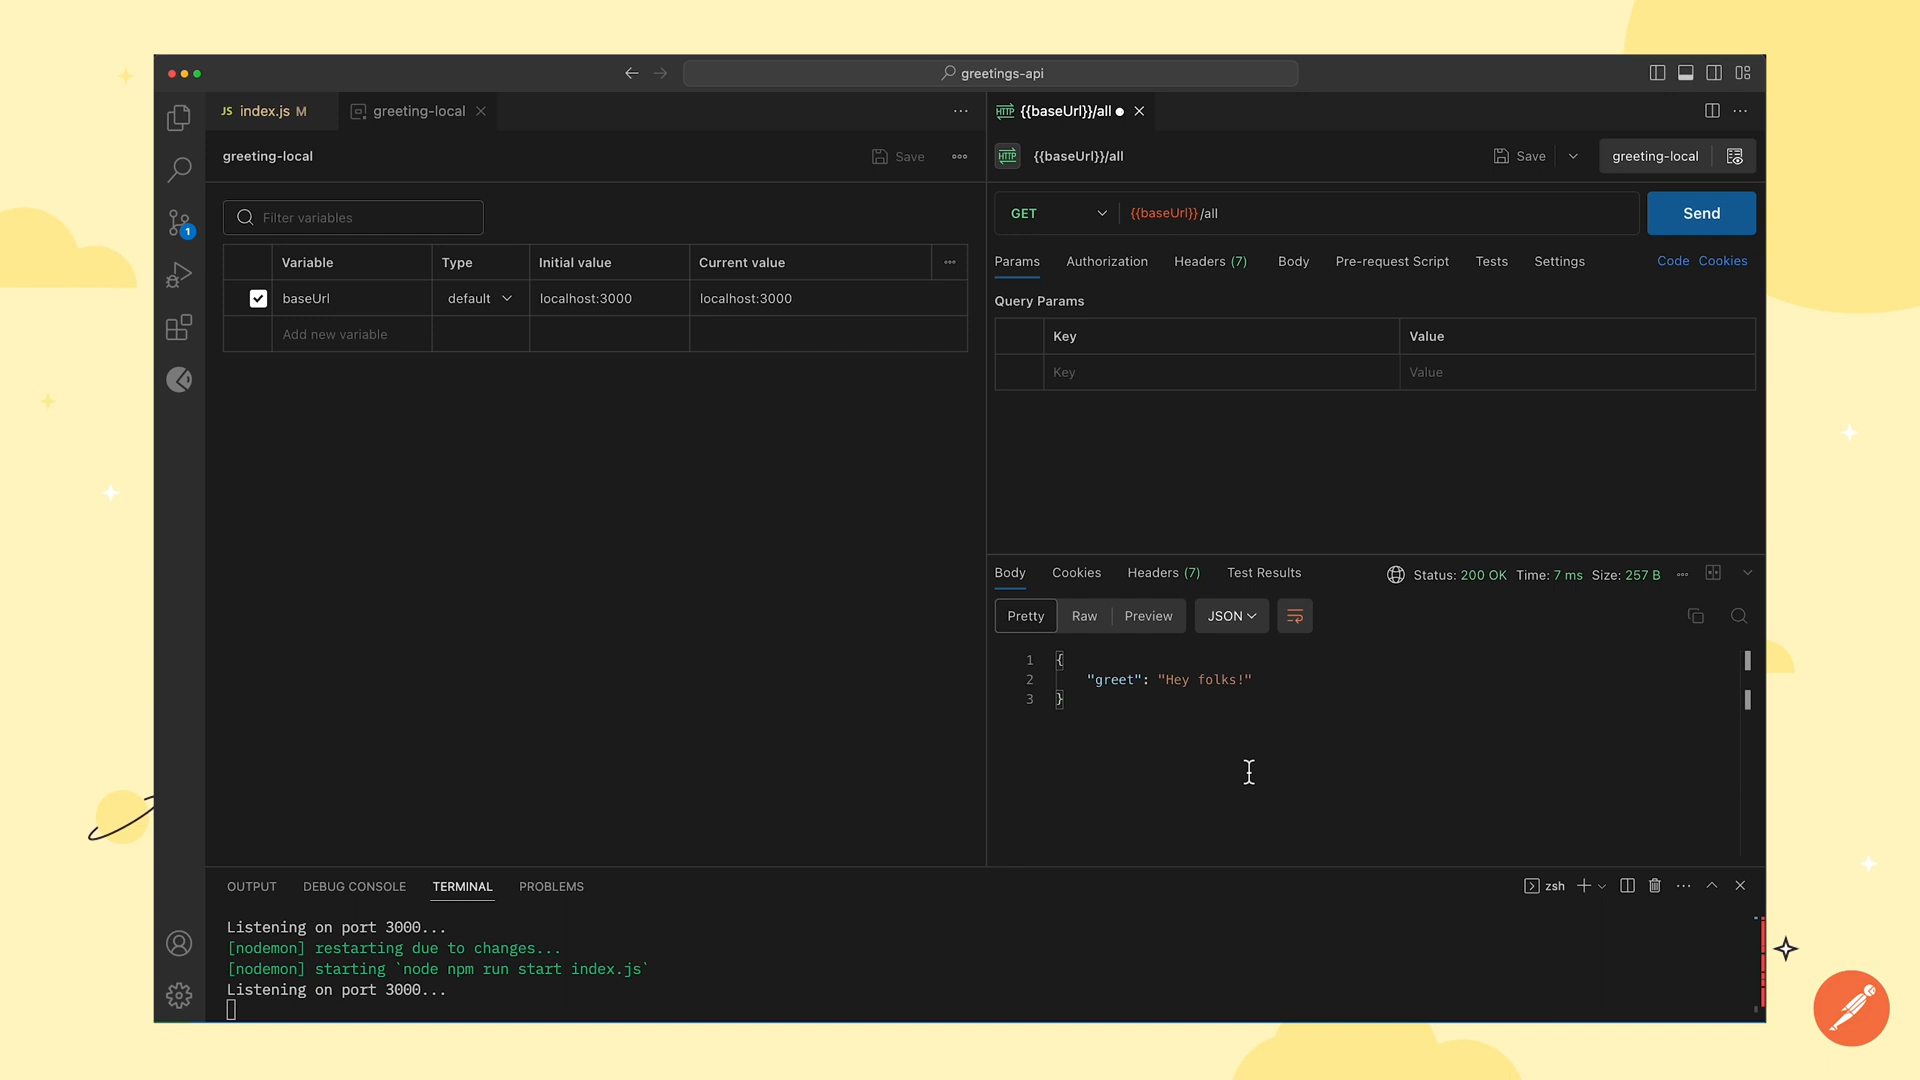 greetings-api
JS index.js M
greeting-local
HTTP {{baseUrl}}/all
greeting-local
Save
Filter variables
Variable Type Initial value Current value
baseUrl default localhost:3000 localhost:3000
Add new variable
HTTP {{baseUrl}}/all
Save
greeting-local
GET {{baseUrl}}/all
Send
Params Authorization Headers (7) Body Pre-request Script Tests Settings Code Cookies
Query Params
Key Value
Key Value
Body Cookies Headers (7) Test Results Status: 200 OK Time: 7 ms Size: 257 B
Pretty Raw Preview JSON
1 {
2 "greet": "Hey folks!"
3 }
1
OUTPUT DEBUG CONSOLE TERMINAL PROBLEMS
zsh
Listening on port 3000...
[nodemon] restarting due to changes...
[nodemon] starting `node npm run start index.js`
Listening on port 3000...